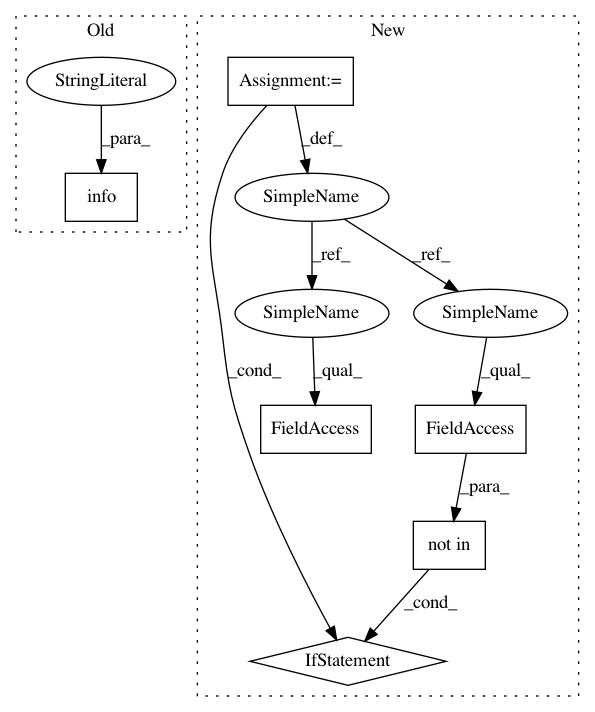 Old
New
StringLiteral
Assignment:=
_para_
_def_
info
SimpleName
_ref_
_ref_
SimpleName
SimpleName
_cond_
_qual_
_qual_
FieldAccess
FieldAccess
_para_
not in
_cond_
IfStatement